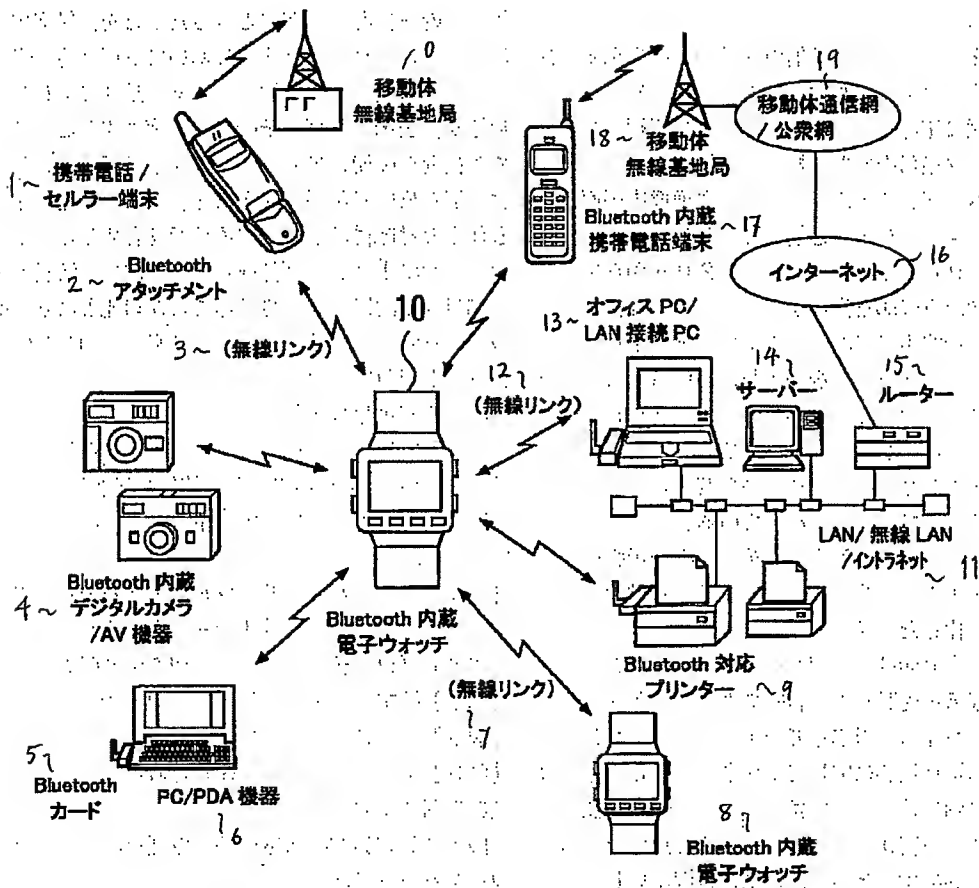 0
移動体
無線基地局
1~ 携帯電話 /
セルラー端末
2~ Bluetooth
アタッチメント
3~ (無線リンク)
10
18~ 移動体
無線基地局
19
移動体通信網
/ 公衆網
Bluetooth 内蔵
携帯電話端末 ~17
インターネット 16
13~ オフィス PC/
LAN 接続 PC
12
(無線リンク)
14
サーバー
15
ルーター
LAN/ 無線 LAN
/イントラネット ~ 11
4~ Bluetooth 内蔵
デジタルカメラ
/AV 機器
Bluetooth 内蔵
電子ウォッチ
Bluetooth 対応
プリンター ~9
(無線リンク)
7
5
Bluetooth
カード
PC/PDA 機器
6
8
Bluetooth 内蔵
電子ウォッチ